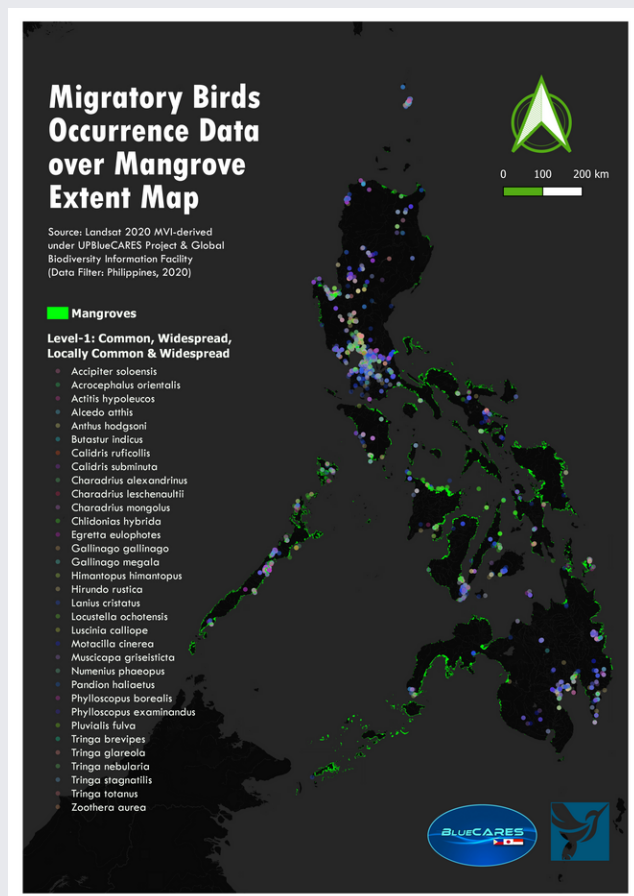 Migratory Birds
Occurrence Data
over Mangrove
Extent Map
Source: Landsat 2020 MVI-derived
under UPBlueCARES Project & Global
Biodiversity Information Facility
(Data Filter: Philippines, 2020)
0 100 200 km
Mangroves
Level-1: Common, Widespread,
Locally Common & Widespread
Accipiter soloensis
Acrocephalus orientalis
Actitis hypoleucos
Alcedo atthis
Anthus hodgsoni
Butastur indicus
Calidris ruficollis
Calidris subminuta
Charadrius alexandrinus
Charadrius leschenaultii
Charadrius mongolus
Chlidonias hybrida
Egretta eulophotes
Gallinago gallinago
Gallinago megala
Himantopus himantopus
Hirundo rustica
Lanius cristatus
Locustella ochotensis
Luscinia calliope
Motacilla cinerea
Muscicapa griseisticta
Numenius phaeopus
Pandion haliaetus
Phylloscopus borealis
Phylloscopus examinandus
Pluvialis fulva
Tringa brevipes
Tringa glareola
Tringa nebularia
Tringa stagnatilis
Tringa totanus
Zoothera aurea
BLUECARES